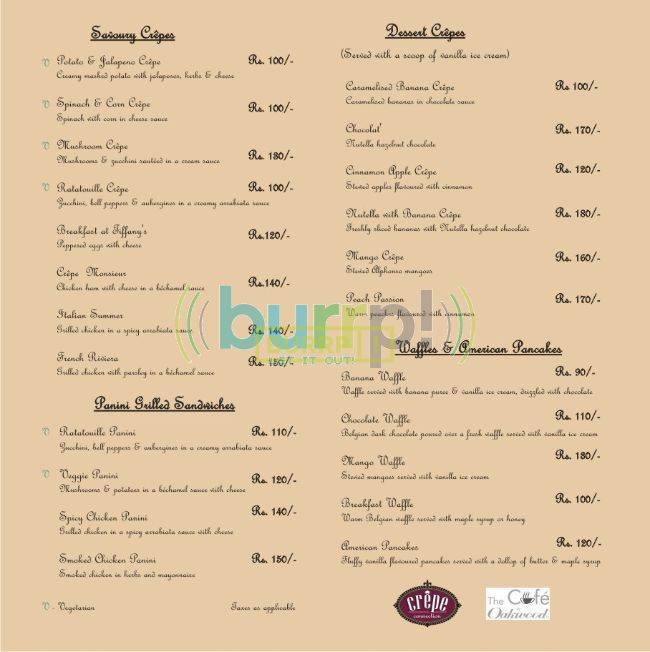 Savoury Crêpes
Potato & Jalapeno Crêpe Rs. 100/-
Creamy mashed potato with jalapenos, herbs & cheese
Spinach & Corn Crêpe Rs. 100/-
Spinach with corn in cheese sauce
Mushroom Crêpe Rs. 130/-
Mushrooms & zucchini sautéed in a cream sauce
Ratatouille Crêpe Rs. 100/-
Zucchini, bell peppers & aubergines in a creamy arrabiata sauce
Breakfast at Tiffany's Rs.120/-
Peppered eggs with cheese
Crêpe Monsieur Rs.140/-
Chicken ham with cheese in a béchamel sauce
Italian Summer Rs. 140/-
Grilled chicken in a spicy arrabiata sauce
French Riviera
Grilled chicken with parsley in a béchamel sauce
Panini Grilled Sandwiches
Ratatouille Panini Rs. 110/-
Zucchini, bell peppers & aubergines in a creamy arrabiata sauce
Veggie Panini Rs. 120/-
Mushrooms & potatoes in a béchamel sauce with cheese
Spicy Chicken Panini Rs. 140/-
Grilled chicken in a spicy arrabiata sauce with cheese
Smoked Chicken Panini Rs. 150/-
Smoked chicken in herbs and mayonnaise
- Vegetarian Taxes as applicable
Dessert Crêpes
(Served with a scoop of vanilla ice cream)
Caramelised Banana Crêpe Rs 100/-
Caramelised bananas in chocolate sauce
Chocolat' Rs. 170/-
Nutella hazelnut chocolate
Cinnamon Apple Crêpe Rs. 120/-
Stewed apples flavoured with cinnamon
Nutella with Banana Crêpe Rs. 180/-
Freshly sliced bananas with Nutella hazelnut chocolate
Mango Crêpe Rs. 160/-
Stewed Alphonso mangoes
Peach Passion Rs. 170/-
Warm peaches flavoured with cinnamon
Waffles & American Pancakes
Banana Waffle Rs. 90/-
Waffle served with banana puree & vanilla ice cream, drizzled with chocolate
Chocolate Waffle Rs. 110/-
Belgian dark chocolate poured over a fresh waffle served with vanilla ice cream
Mango Waffle Rs. 130/-
Stewed mangoes served with vanilla ice cream
Breakfast Waffle Rs. 100/-
Warm Belgian waffle served with maple syrup or honey
American Pancakes Rs. 120/-
Fluffy vanilla flavoured pancakes served with a dollop of butter & maple syrup
crêpe
connection
The Café
Oakwood
burrp!
BURRP!
IT OUT!